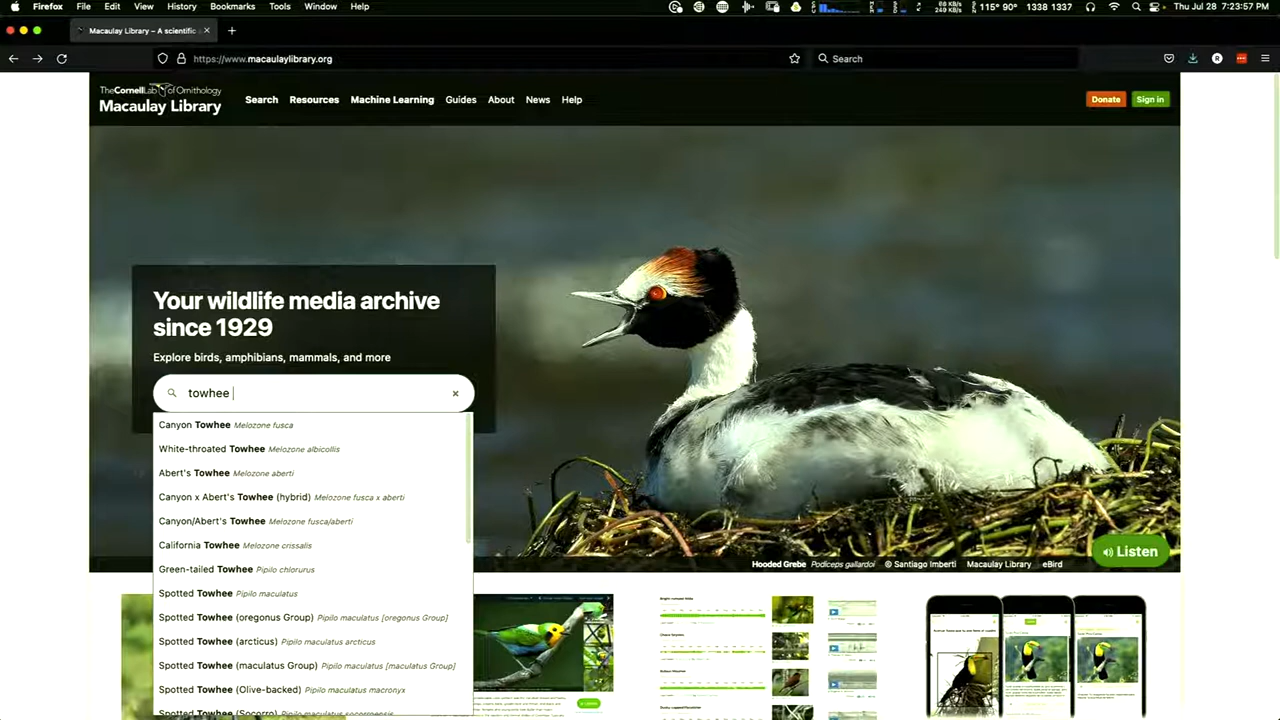 Firefox File Edit View History Bookmarks Tools Window Help
115° 90° 1338 1337 Thu Jul 28 7:23:57 PM
Macaulay Library – A scientific
https://www.macaulaylibrary.org
Search
TheCornellLab of Ornithology
Macaulay Library
Search Resources Machine Learning Guides About News Help
Donate Sign in
Your wildlife media archive
since 1929
Explore birds, amphibians, mammals, and more
towhee
Canyon Towhee Melozone fusca
White-throated Towhee Melozone albicollis
Abert's Towhee Melozone aberti
Canyon x Abert's Towhee (hybrid) Melozone fusca x aberti
Canyon/Abert's Towhee Melozone fusca/aberti
California Towhee Melozone crissalis
Green-tailed Towhee Pipilo chlorurus
Spotted Towhee Pipilo maculatus
Spotted Towhee (oregonus Group) Pipilo maculatus [oregonus Group]
Spotted Towhee (arcticus) Pipilo maculatus arcticus
Spotted Towhee (maculatus Group) Pipilo maculatus [maculatus Group]
Spotted Towhee (Olive-backed)
Listen
Hooded Grebe Podiceps gallardoi © Santiago Imberti Macaulay Library eBird